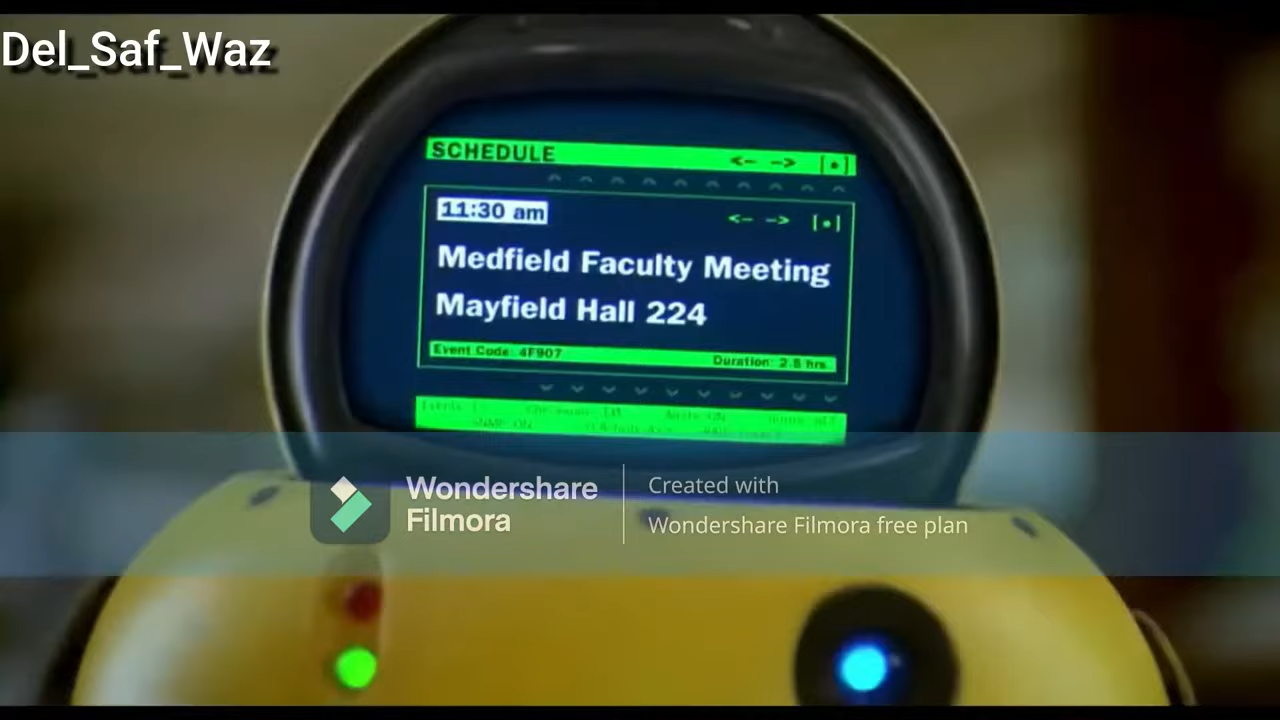 Del_Saf_Waz
SCHEDULE <- -> [•]
11:30 am <- -> [•]
Medfield Faculty Meeting
Mayfield Hall 224
Event Code: 4F907 Duration: 2.5 hrs.
Wondershare
Filmora
Created with
Wondershare Filmora free plan